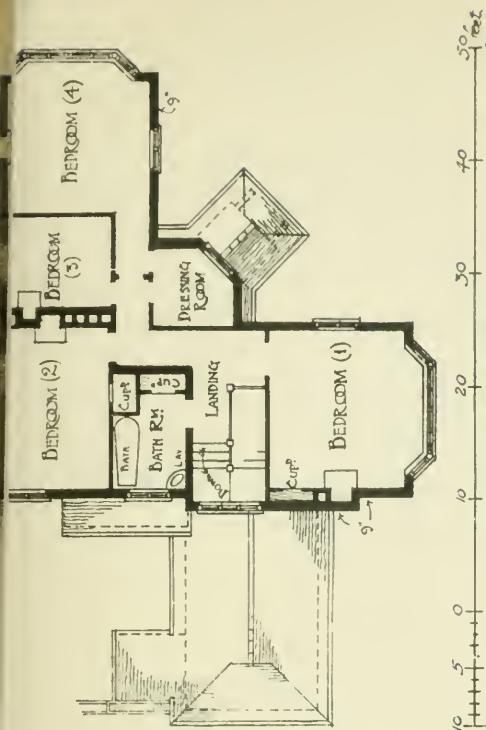 BEDROOM (4)
9"
BEDROOM
(3)
DRESSING
ROOM
BEDROOM (2)
CUPD
BATH
BATH RM
LAV
LANDING
DOWN
BEDROOM (1)
CUPD
9"
10
5
0
10
20
30
40
50 feet